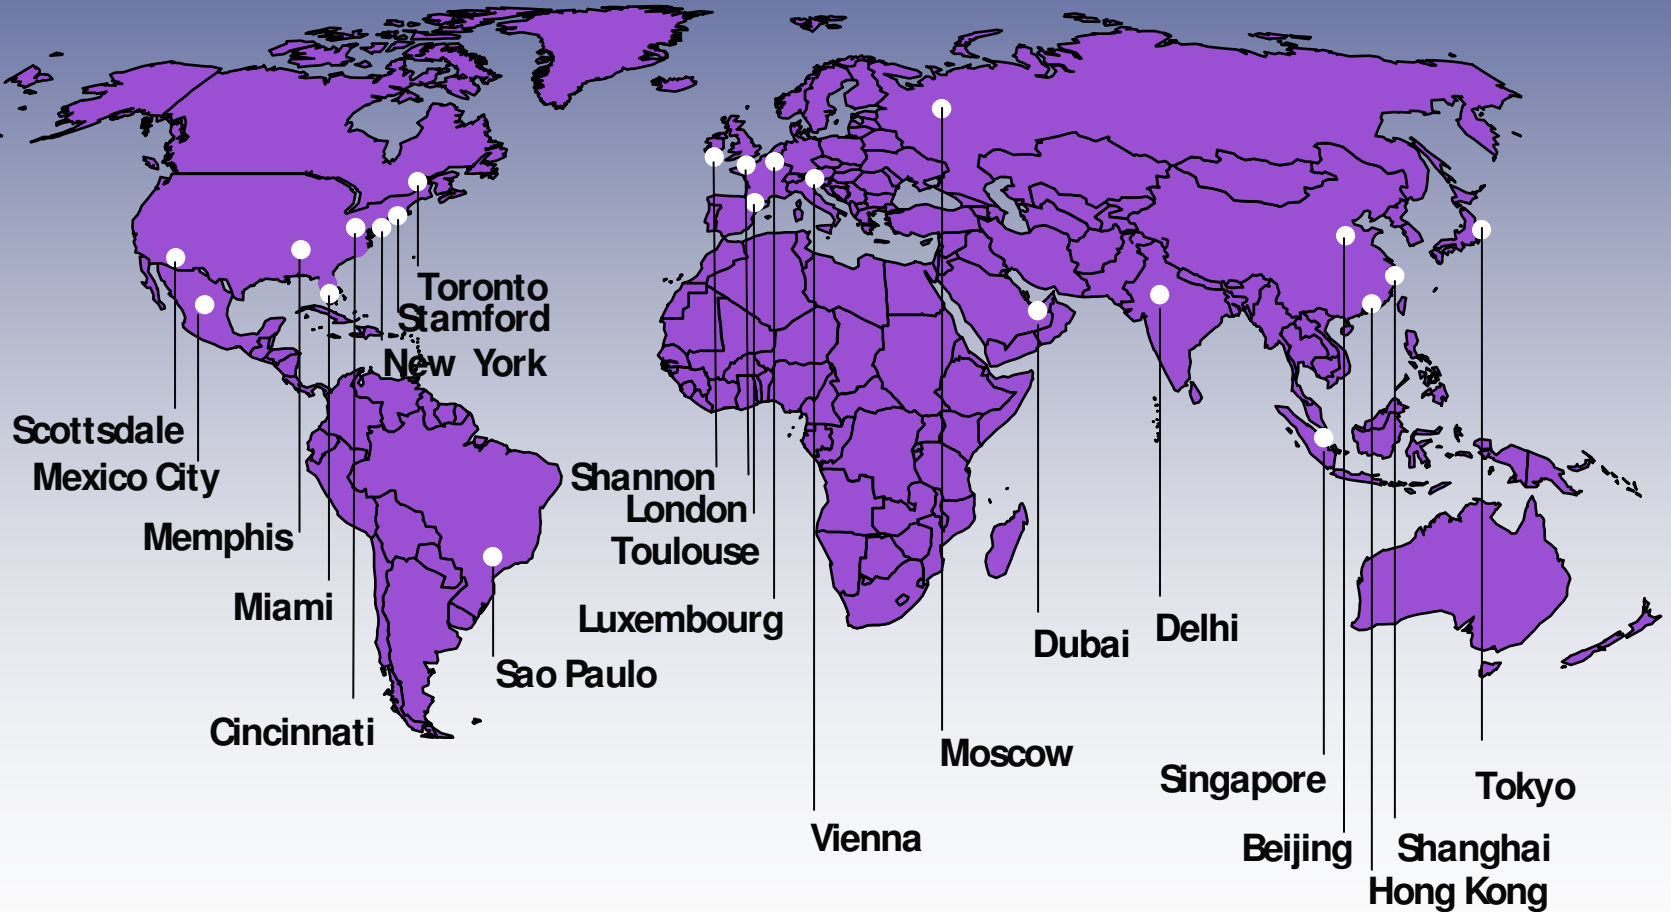 Toronto
Stamford
New York
Scottsdale
Mexico City
Memphis
Miami
Sao Paulo
Cincinnati
Shannon
London
Toulouse
Luxembourg
Dubai
Delhi
Moscow
Vienna
Singapore
Tokyo
Beijing
Shanghai
Hong Kong